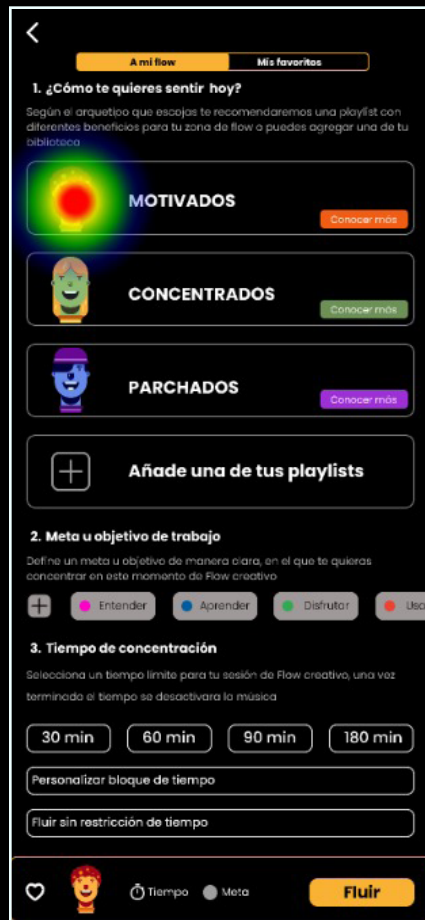 A mi flow
Mis favoritos
1. ¿Cómo te quieres sentir hoy?
Según el arquetipo que escojas te recomendaremos una playlist con
diferentes beneficios para tu zona de flow o puedes agregar una de tu
biblioteca
MOTIVADOS
Conocer más
CONCENTRADOS
Conocer más
PARCHADOS
Conocer más
Añade una de tus playlists
2. Meta u objetivo de trabajo
Define un meta u objetivo de manera clara, en el que te quieras
concentrar en este momento de Flow creativo
Entender
Aprender
Disfrutar
3. Tiempo de concentración
Selecciona un tiempo límite para tu sesión de Flow creativo, una vez
terminado el tiempo se desactivara la música
30 min
60 min
90 min
180 min
Personalizar bloque de tiempo
Fluir sin restricción de tiempo
Tiempo
Meta
Fluir